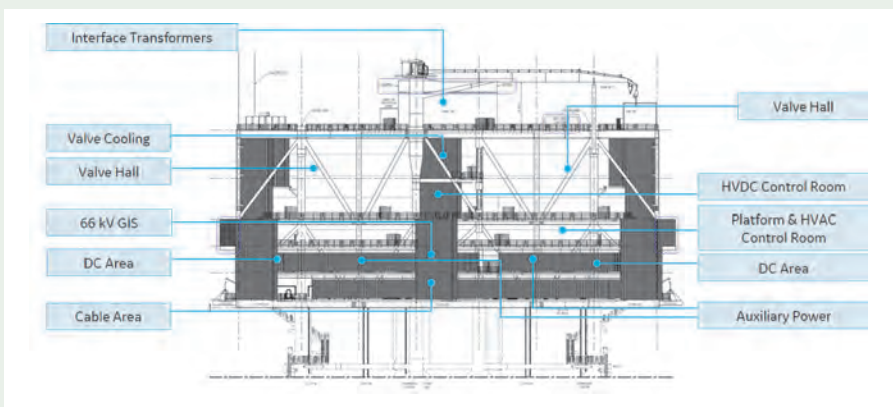 Interface Transformers
Valve Cooling
Valve Hall
66 kV GIS
DC Area
Cable Area
Valve Hall
HVDC Control Room
Platform & HVAC
Control Room
DC Area
Auxiliary Power